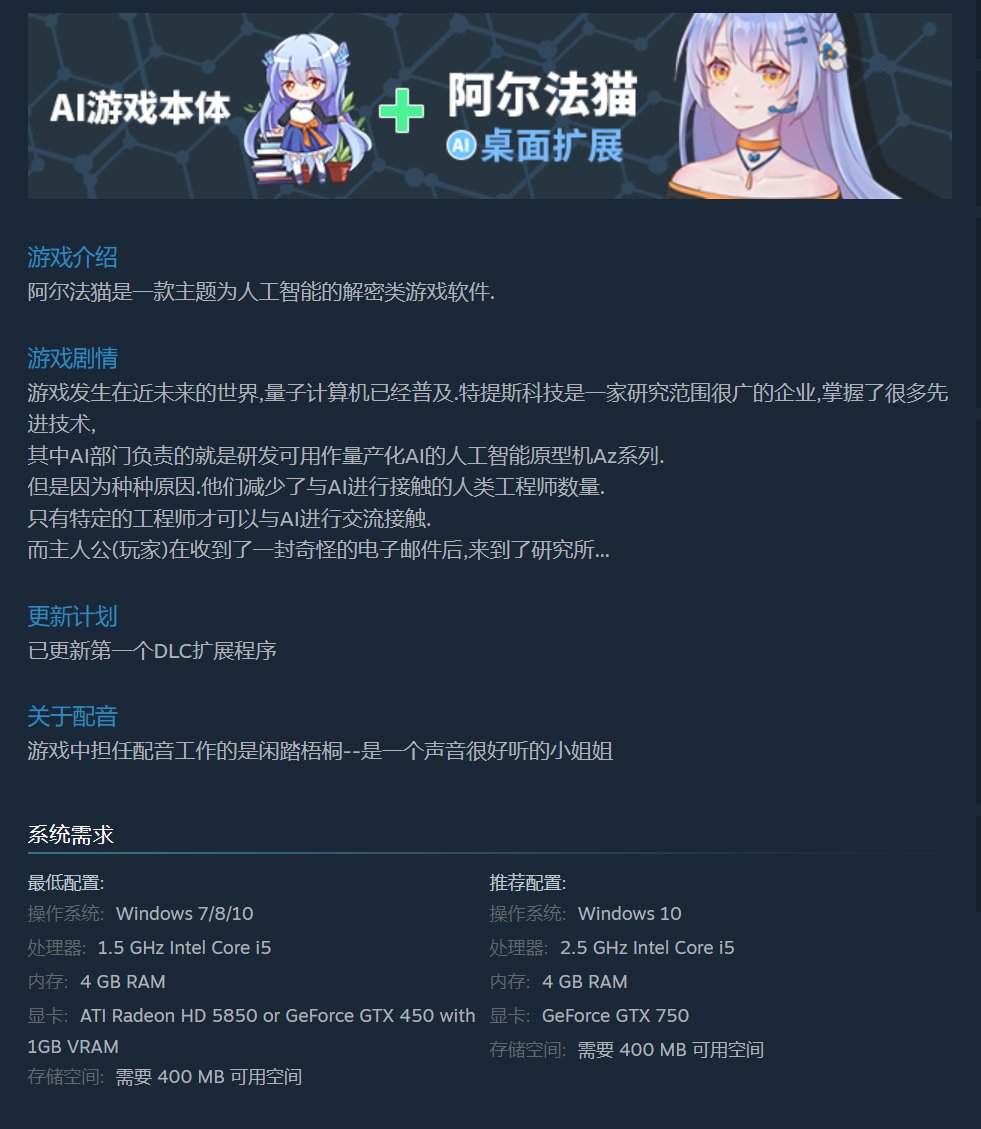 AI游戏本体
阿尔法猫
AI 桌面扩展
游戏介绍
阿尔法猫是一款主题为人工智能的解密类游戏软件.
游戏剧情
游戏发生在近未来的世界,量子计算机已经普及.特提斯科技是一家研究范围很广的企业,掌握了很多先
进技术,
其中AI部门负责的就是研发可用作量产化AI的人工智能原型机Az系列.
但是因为种种原因.他们减少了与AI进行接触的人类工程师数量.
只有特定的工程师才可以与AI进行交流接触.
而主人公(玩家)在收到了一封奇怪的电子邮件后,来到了研究所...
更新计划
已更新第一个DLC扩展程序
关于配音
游戏中担任配音工作的是闲踏梧桐--是一个声音很好听的小姐姐
系统需求
最低配置:
操作系统: Windows 7/8/10
处理器: 1.5 GHz Intel Core i5
内存: 4 GB RAM
显卡: ATI Radeon HD 5850 or GeForce GTX 450 with
1GB VRAM
存储空间: 需要 400 MB 可用空间
推荐配置:
操作系统: Windows 10
处理器: 2.5 GHz Intel Core i5
内存: 4 GB RAM
显卡: GeForce GTX 750
存储空间: 需要 400 MB 可用空间